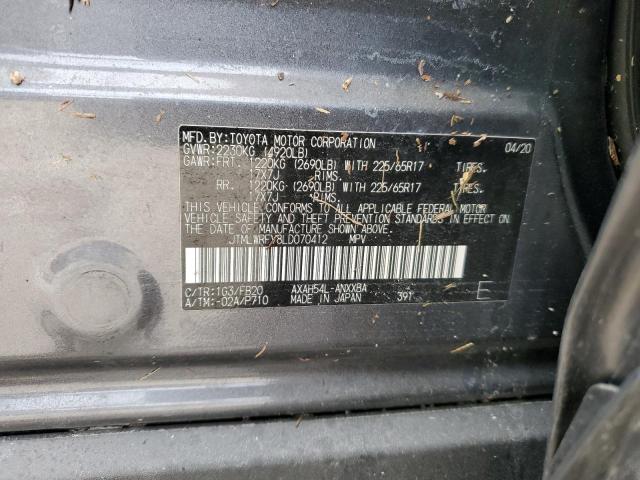 MFD.BY:TOYOTA MOTOR CORPORATION 04/20
GVWR:2230KG (4920LB)
GAWR:FRT. 1220KG (2690LB) WITH 225/65R17 TIRES.
17X7J RIMS.
RR. 1220KG (2690LB) WITH 225/65R17 TIRES.
17X7J RIMS.
THIS VEHICLE CONFORMS TO ALL APPLICABLE FEDERAL MOTOR
VEHICLE SAFETY AND THEFT PREVENTION STANDARDS IN EFFECT ON
THE DATE OF MANUFACTURE SHOWN ABOVE.
JTMLWRFV8LD070412 MPV
C/TR:1G3/FB20 AXAH54L-ANXXBA
A/TM:-02A/P710 MADE IN JAPAN 39T E